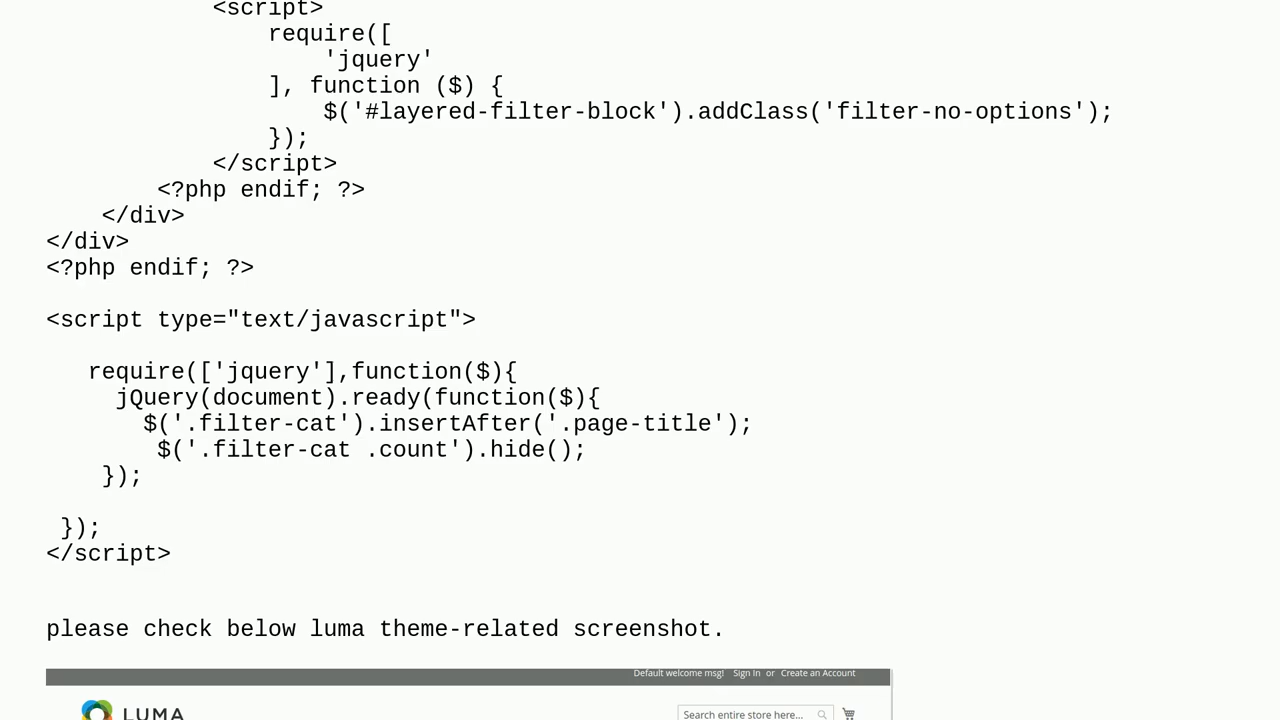 <script>
require([
'jquery'
], function ($) {
$('#layered-filter-block').addClass('filter-no-options');
});
</script>
<?php endif; ?>
</div>
</div>
<?php endif; ?>
<script type="text/javascript">
require(['jquery'],function($){
jQuery(document).ready(function($){
$('.filter-cat').insertAfter('.page-title');
$('.filter-cat .count').hide();
});
});
</script>
please check below luma theme-related screenshot.
Default welcome msg! Sign In or Create an Account
LUMA
Search entire store here...